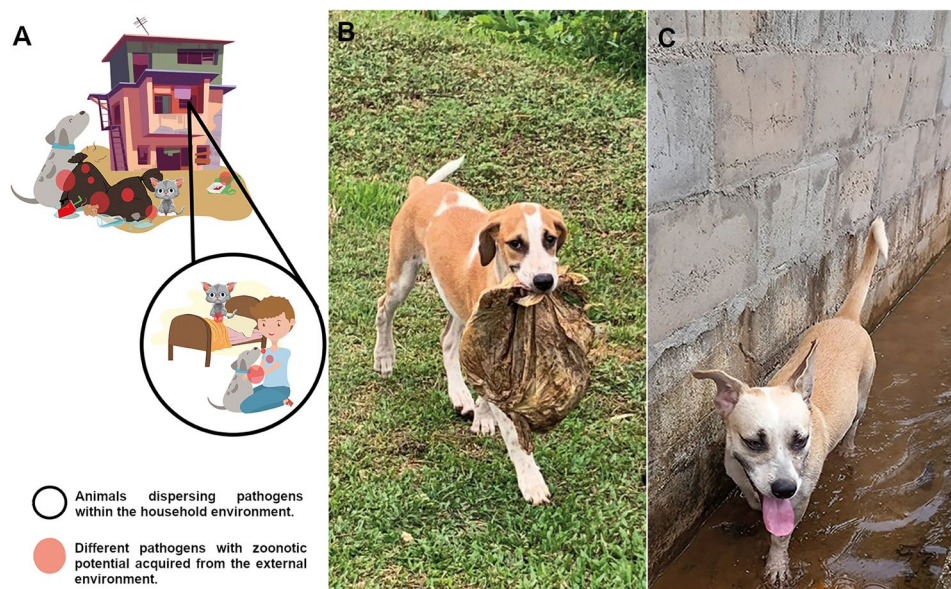 A
B
C
Animals dispersing pathogens
within the household environment.
Different pathogens with zoonotic
potential acquired from the external
environment.